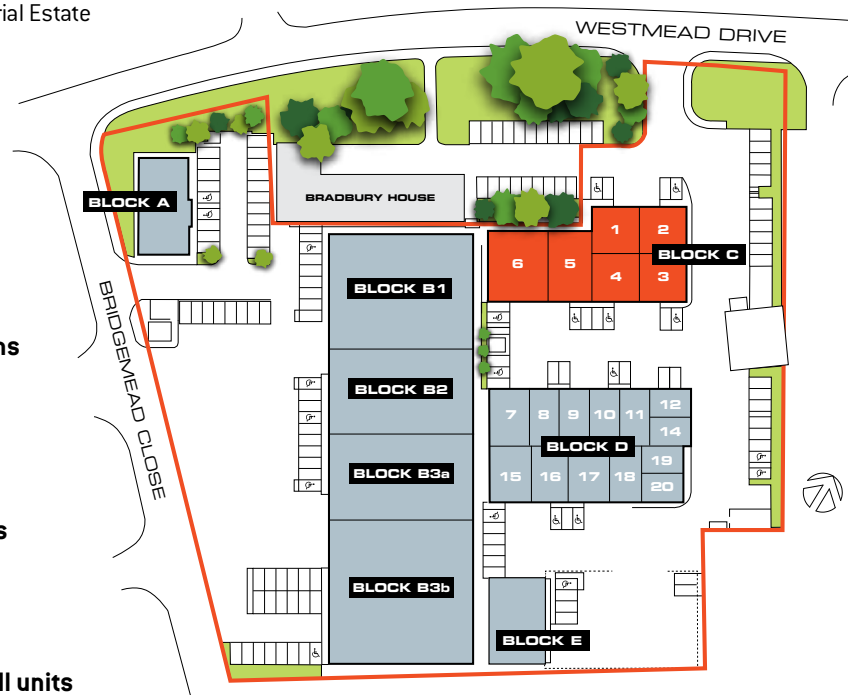 rial Estate
WESTMEAD DRIVE
BLOCK A
BRADBURY HOUSE
1
2
BLOCK C
6
5
4
3
BLOCK B1
BRIDGEMEAD CLOSE
ns
BLOCK B2
7
8
9
10
11
12
14
BLOCK D
BLOCK B3a
15
16
17
18
19
20
s
BLOCK B3b
BLOCK E
ll units